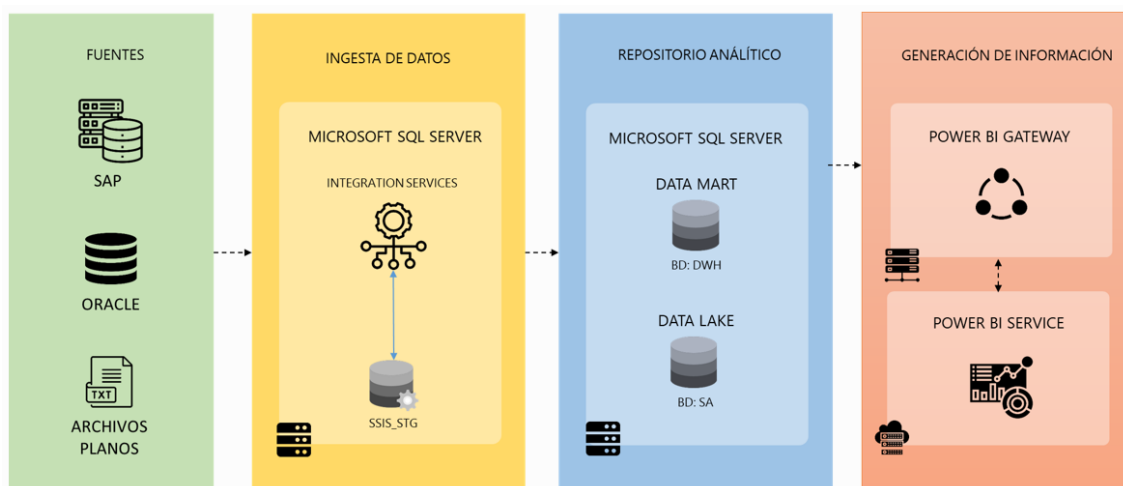 FUENTES
SAP
ORACLE
TXT
ARCHIVOS
PLANOS
INGESTA DE DATOS
MICROSOFT SQL SERVER
INTEGRATION SERVICES
SSIS_STG
REPOSITORIO ANÁLÍTICO
MICROSOFT SQL SERVER
DATA MART
BD: DWH
DATA LAKE
BD: SA
GENERACIÓN DE INFORMACIÓN
POWER BI GATEWAY
POWER BI SERVICE